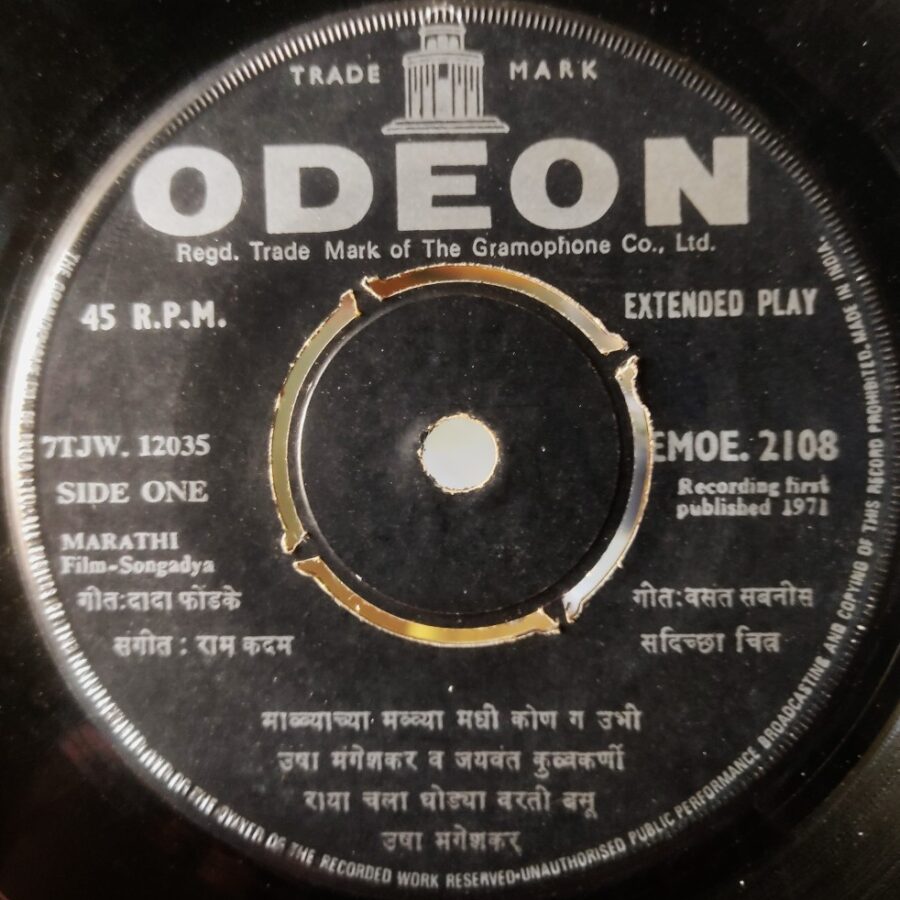 TRADE MARK
ODEON
Regd. Trade Mark of The Gramophone Co., Ltd.
45 R.P.M.
EXTENDED PLAY
7TJW. 12035
SIDE ONE
EMOE. 2108
Recording first
published 1971
MARATHI
Film-Songadya
गीत:दादा कोंडके
संगीत : राम कदम
गीत:वसंत सबनीस
सदिच्छा चित्र
माळ्याच्या मळ्या मधी कोण ग उभी
उषा मंगेशकर व जयवंत कुळकर्णी
राया चला घोड्या वरती बसू
उषा मंगेशकर
OF THE RECORDED WORK RESERVED·UNAUTHORISED PUBLIC PERFORMANCE BROADCASTING AND COPYING OF THIS RECORD PROHIBITED.MADE IN INDIA.